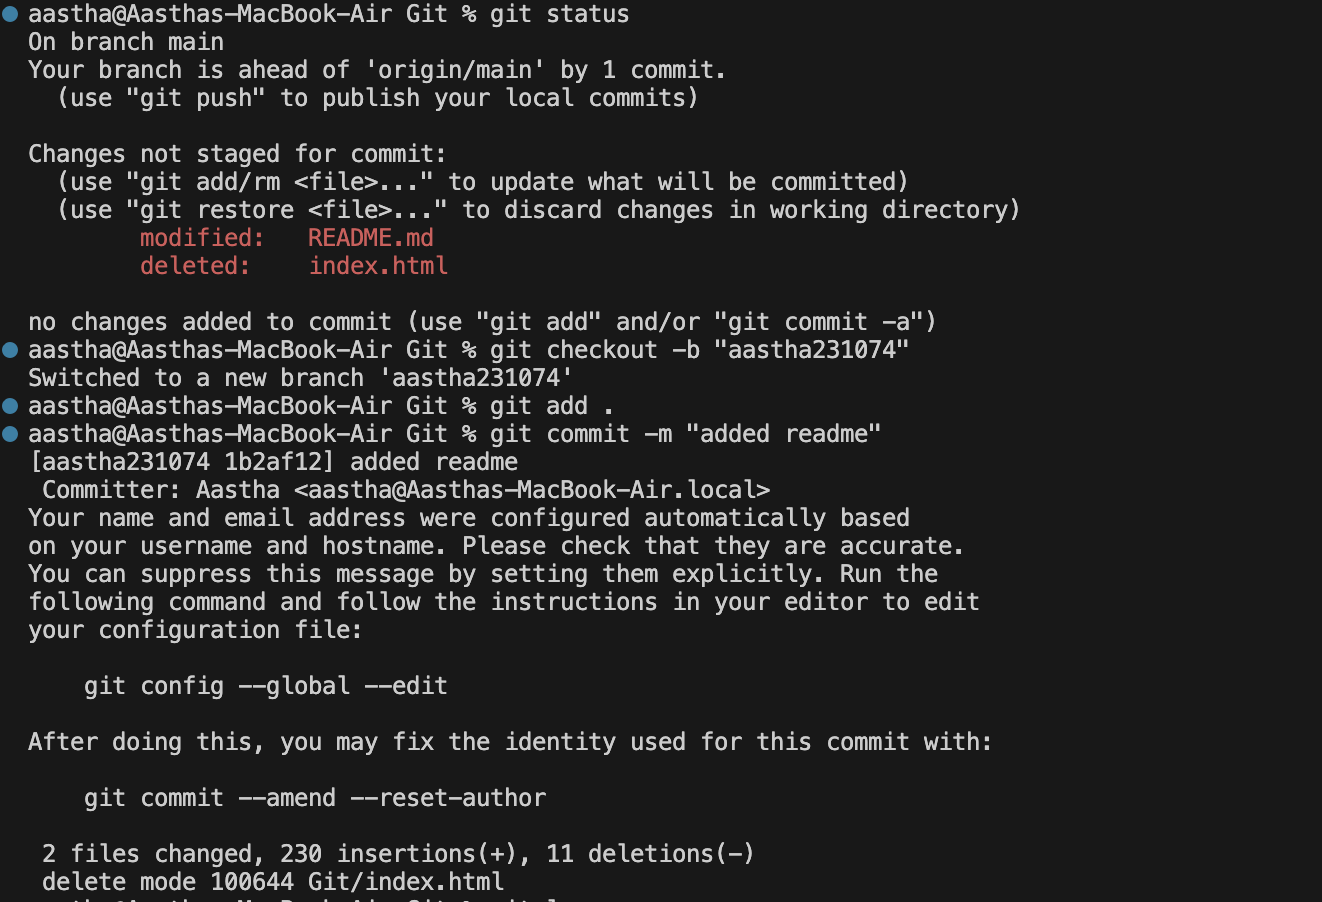 aastha@Aasthas-MacBook-Air Git % git status
On branch main
Your branch is ahead of 'origin/main' by 1 commit.
  (use "git push" to publish your local commits)

Changes not staged for commit:
  (use "git add/rm <file>..." to update what will be committed)
  (use "git restore <file>..." to discard changes in working directory)
        modified:   README.md
        deleted:    index.html

no changes added to commit (use "git add" and/or "git commit -a")
aastha@Aasthas-MacBook-Air Git % git checkout -b "aastha231074"
Switched to a new branch 'aastha231074'
aastha@Aasthas-MacBook-Air Git % git add .
aastha@Aasthas-MacBook-Air Git % git commit -m "added readme"
[aastha231074 1b2af12] added readme
 Committer: Aastha <aastha@Aasthas-MacBook-Air.local>
Your name and email address were configured automatically based
on your username and hostname. Please check that they are accurate.
You can suppress this message by setting them explicitly. Run the
following command and follow the instructions in your editor to edit
your configuration file:

    git config --global --edit

After doing this, you may fix the identity used for this commit with:

    git commit --amend --reset-author

 2 files changed, 230 insertions(+), 11 deletions(-)
 delete mode 100644 Git/index.html